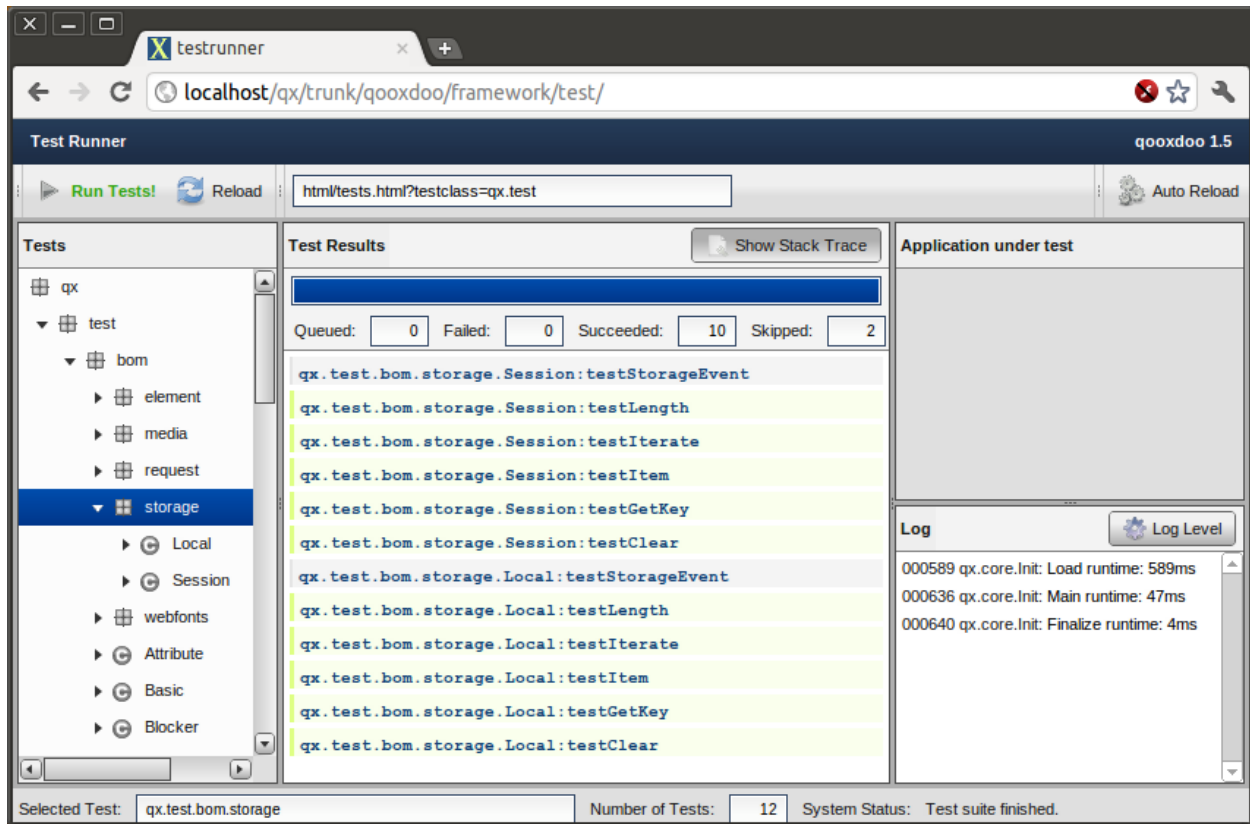 testrunner
localhost/qx/trunk/qooxdoo/framework/test/
Test Runner
qooxdoo 1.5
Run Tests!
Reload
html/tests.html?testclass=qx.test
Auto Reload
Tests
qx
test
bom
element
media
request
storage
Local
Session
webfonts
Attribute
Basic
Blocker
Test Results
Show Stack Trace
Queued: 0 Failed: 0 Succeeded: 10 Skipped: 2
qx.test.bom.storage.Session:testStorageEvent
qx.test.bom.storage.Session:testLength
qx.test.bom.storage.Session:testIterate
qx.test.bom.storage.Session:testItem
qx.test.bom.storage.Session:testGetKey
qx.test.bom.storage.Session:testClear
qx.test.bom.storage.Local:testStorageEvent
qx.test.bom.storage.Local:testLength
qx.test.bom.storage.Local:testIterate
qx.test.bom.storage.Local:testItem
qx.test.bom.storage.Local:testGetKey
qx.test.bom.storage.Local:testClear
Application under test
Log
Log Level
000589 qx.core.Init: Load runtime: 589ms
000636 qx.core.Init: Main runtime: 47ms
000640 qx.core.Init: Finalize runtime: 4ms
Selected Test: qx.test.bom.storage Number of Tests: 12 System Status: Test suite finished.